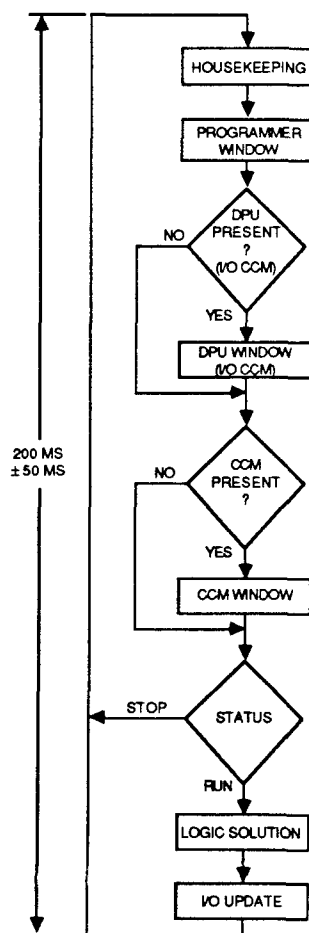 HOUSEKEEPING
PROGRAMMER
WINDOW
DPU
PRESENT
?
(I/O CCM)
NO
YES
DPU WINDOW
(I/O CCM)
200 MS
± 50 MS
CCM
PRESENT
?
NO
YES
CCM WINDOW
STATUS
STOP
RUN
LOGIC SOLUTION
I/O UPDATE